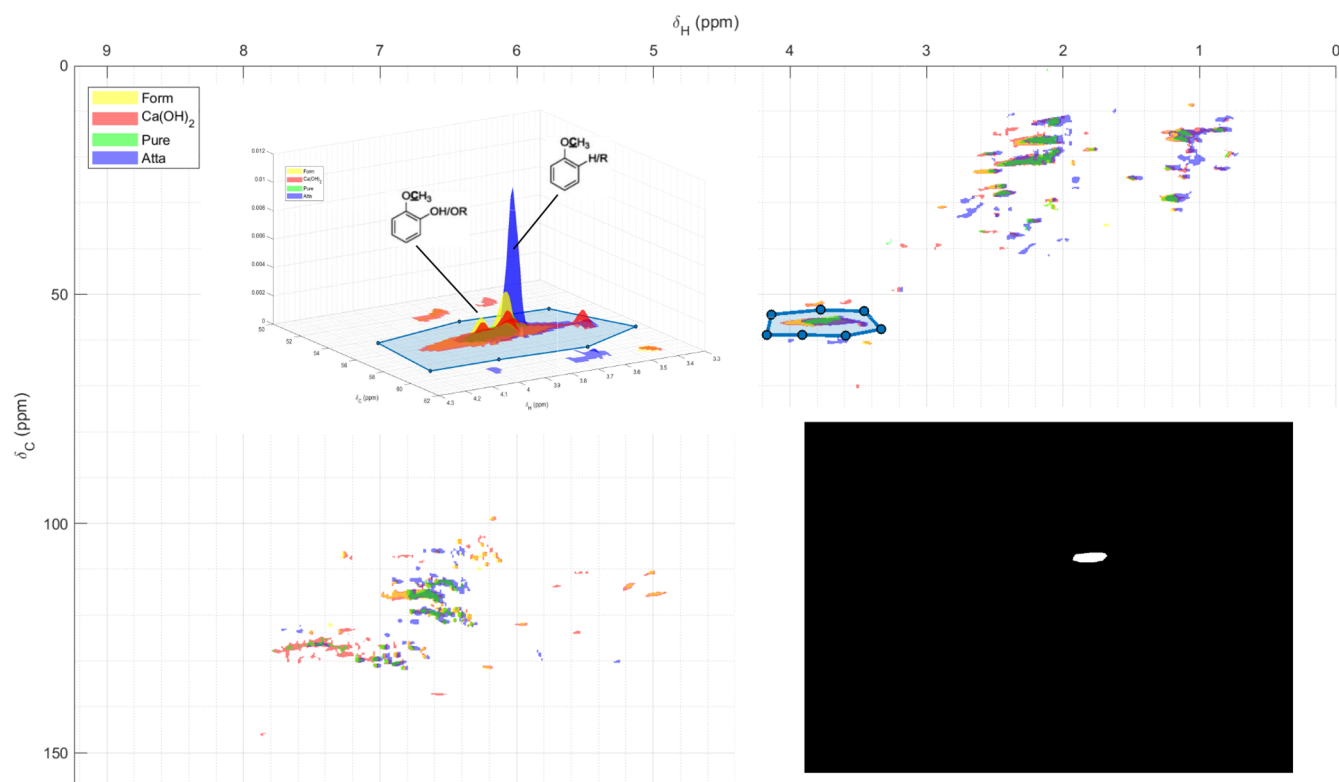 δH (ppm)
9 8 7 6 5 4 3 2 1 0
0
50
100
150
δC (ppm)
Form
Ca(OH)2
Pure
Atta
OCH3
H/R
OCH3
OH/OR
0.012
0.01
0.008
0.006
0.004
0.002
0
Form
Ca(OH)2
Pure
Atta
50
52
54
56
58
60
62
δC (ppm)
4.3 4.2 4.1 4 3.9 3.8 3.7 3.6 3.5 3.4 3.3
δH (ppm)